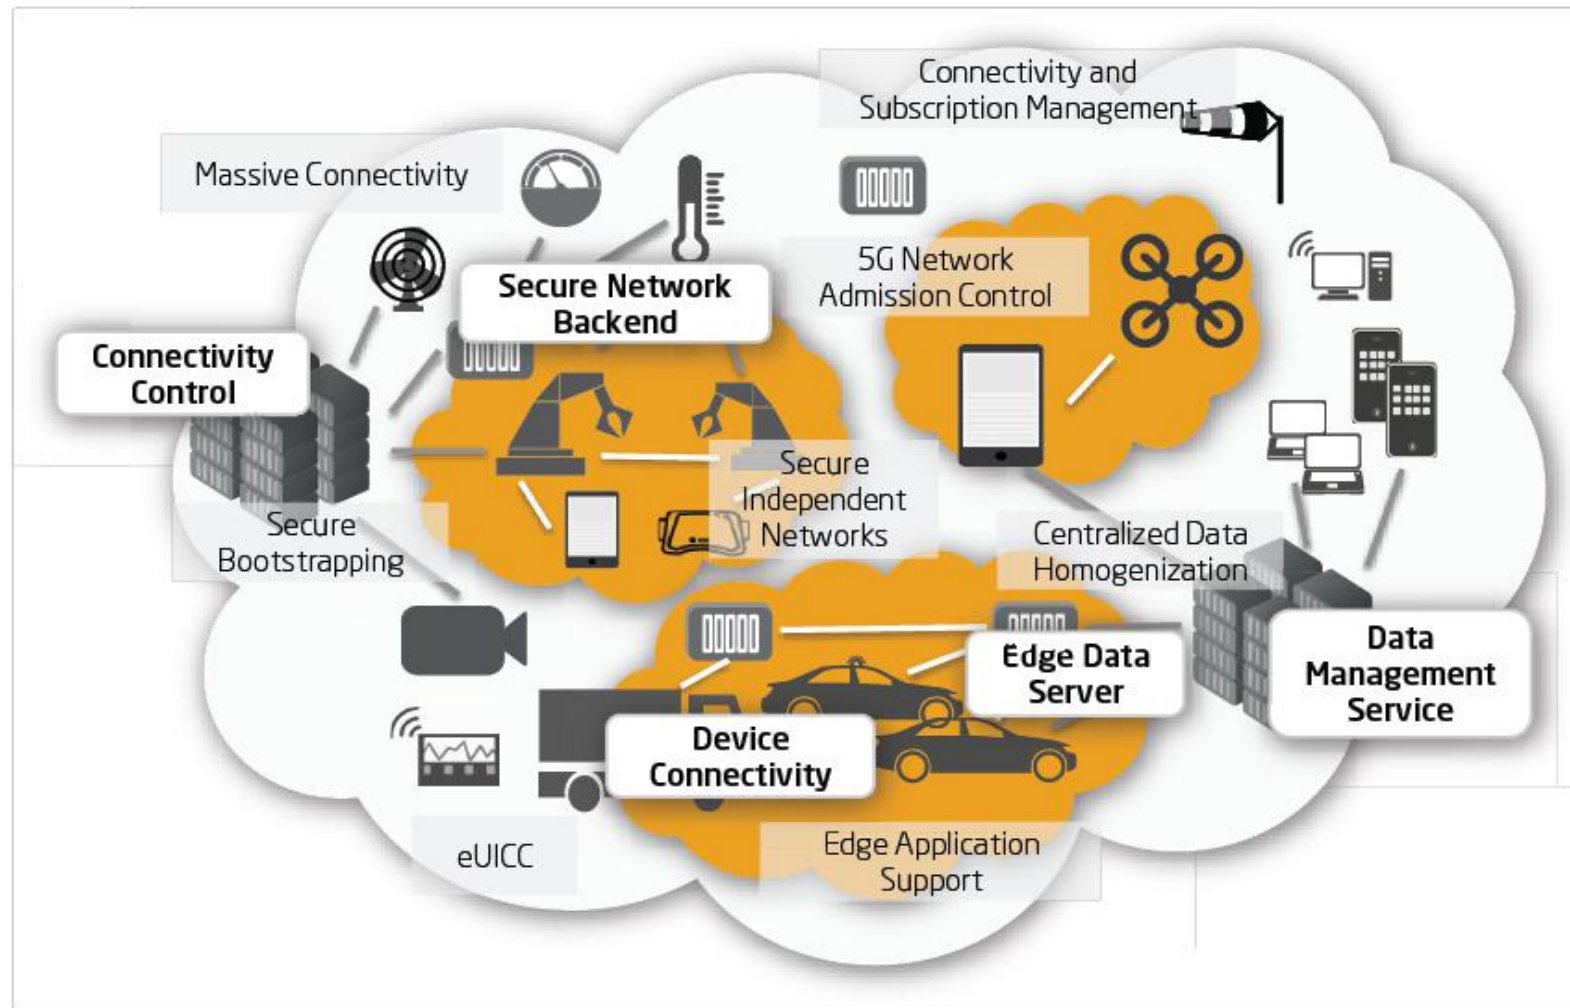 Connectivity and
Subscription Management
Massive Connectivity
5G Network
Admission Control
Secure Network
Backend
Connectivity
Control
Secure
Independent
Networks
Secure
Bootstrapping
Centralized Data
Homogenization
Edge Data
Server
Data
Management
Service
Device
Connectivity
eUICC
Edge Application
Support